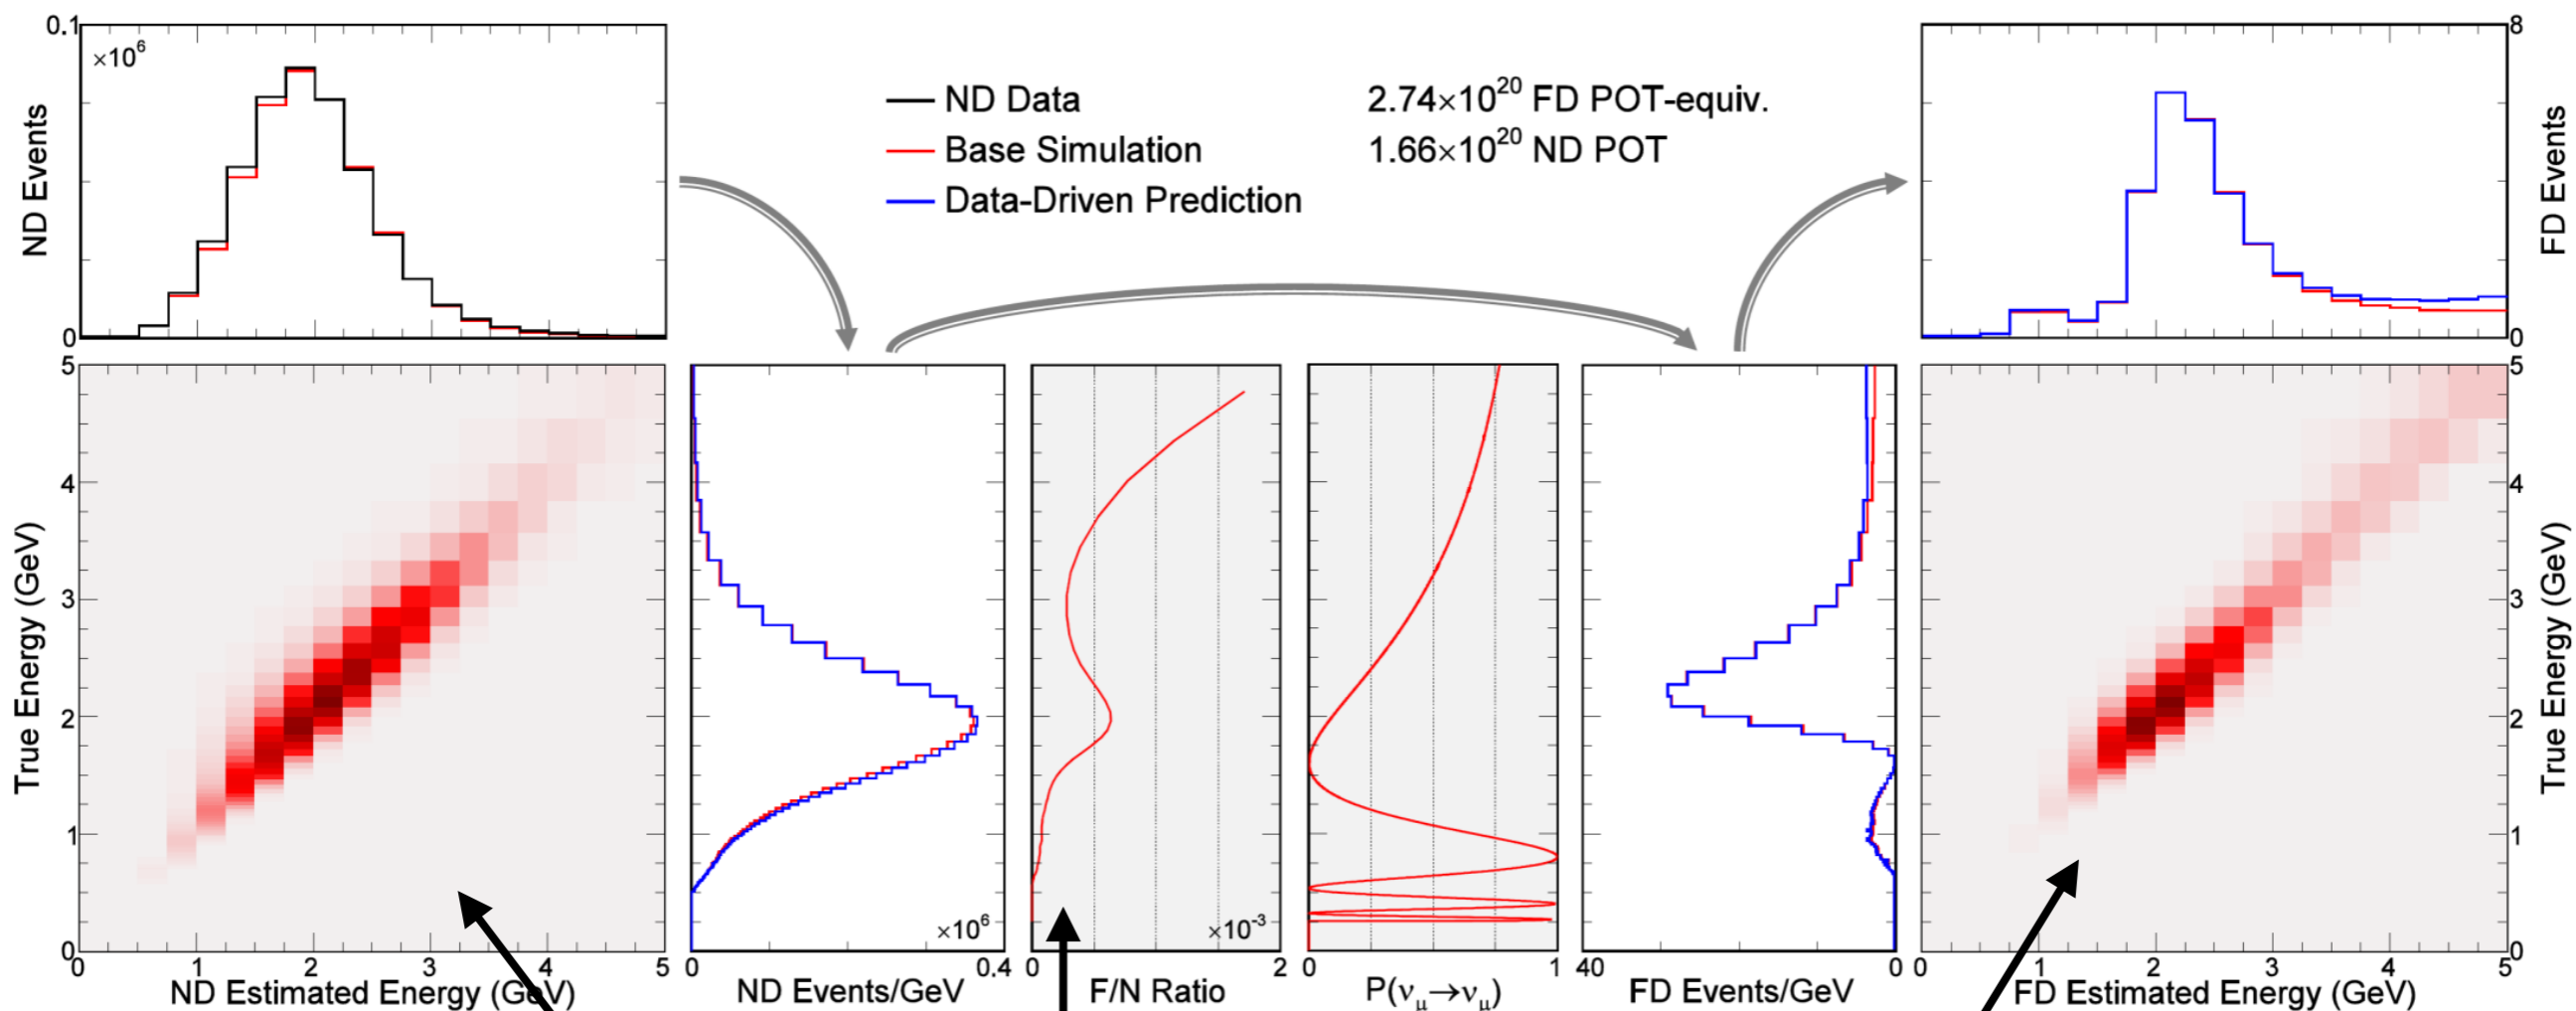 0.1
×10⁶
ND Events
0
ND Data
Base Simulation
Data-Driven Prediction
2.74×10²⁰ FD POT-equiv.
1.66×10²⁰ ND POT
8
FD Events
0
5
4
3
2
1
0
True Energy (GeV)
0 1 2 3 4 5
ND Estimated Energy (GeV)
×10⁶
0 0.4
ND Events/GeV
×10⁻³
0 2
F/N Ratio
0 1
P(νμ→νμ)
40 0
FD Events/GeV
0 1 2 3 4 5
FD Estimated Energy (GeV)
5
4
3
2
1
0
True Energy (GeV)